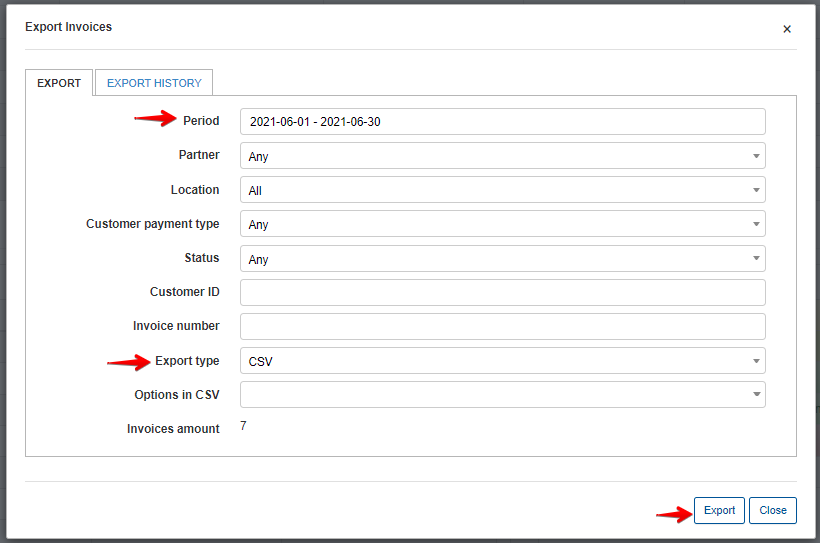 Export Invoices ×
EXPORT EXPORT HISTORY
Period 2021-06-01 - 2021-06-30
Partner Any
Location All
Customer payment type Any
Status Any
Customer ID
Invoice number
Export type CSV
Options in CSV
Invoices amount 7
Export Close